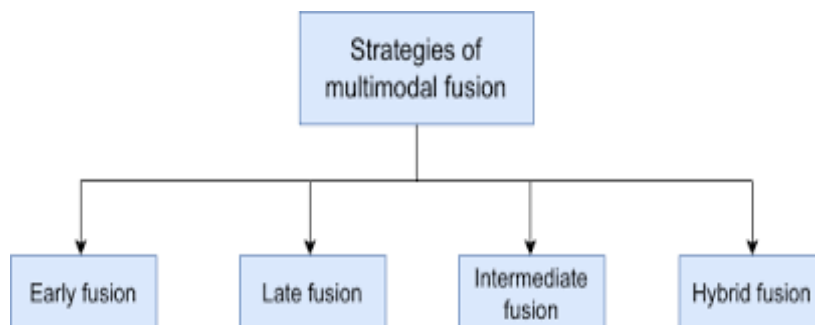 Strategies of
multimodal fusion
Early fusion
Late fusion
Intermediate
fusion
Hybrid fusion